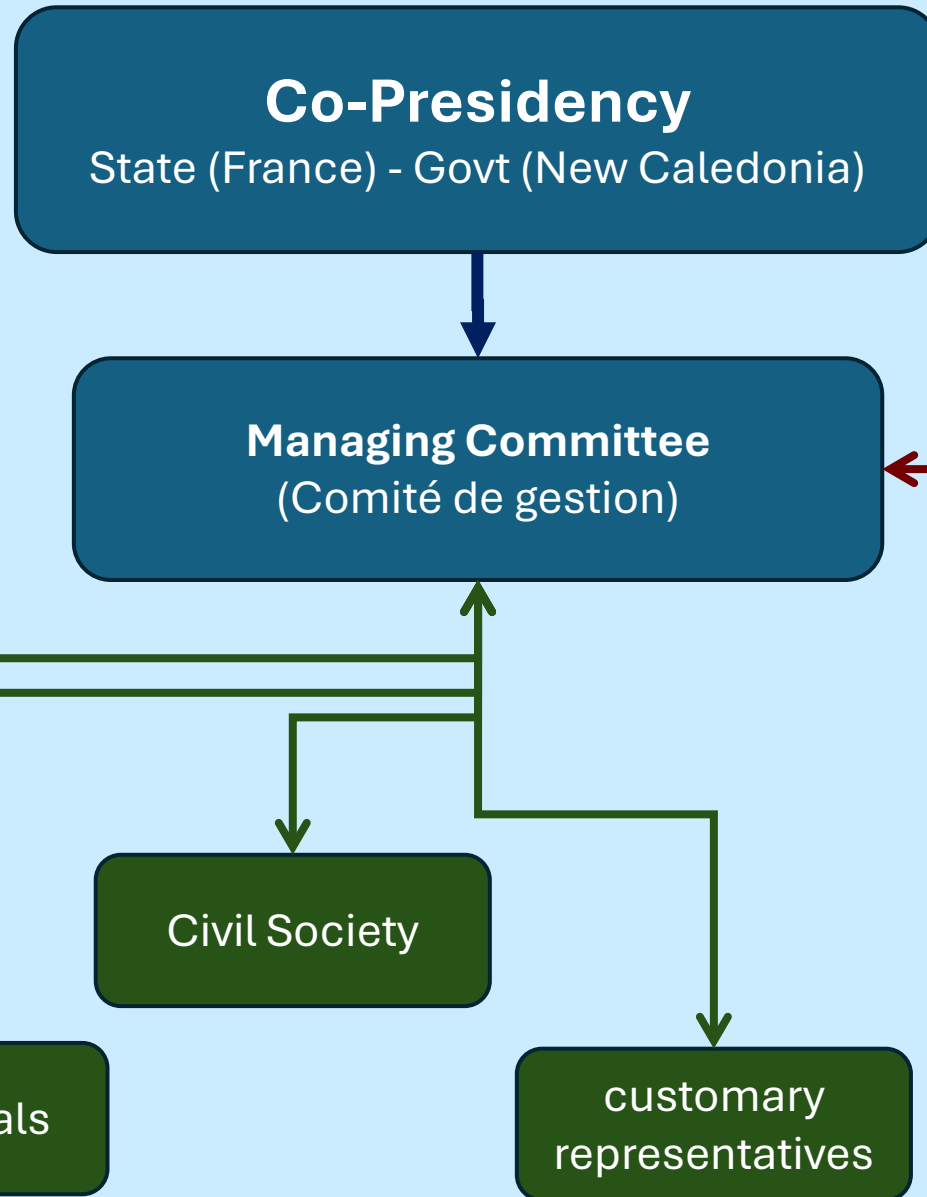 Co-Presidency
State (France) - Govt (New Caledonia)
Managing Committee
(Comité de gestion)
Civil Society
customary
representatives